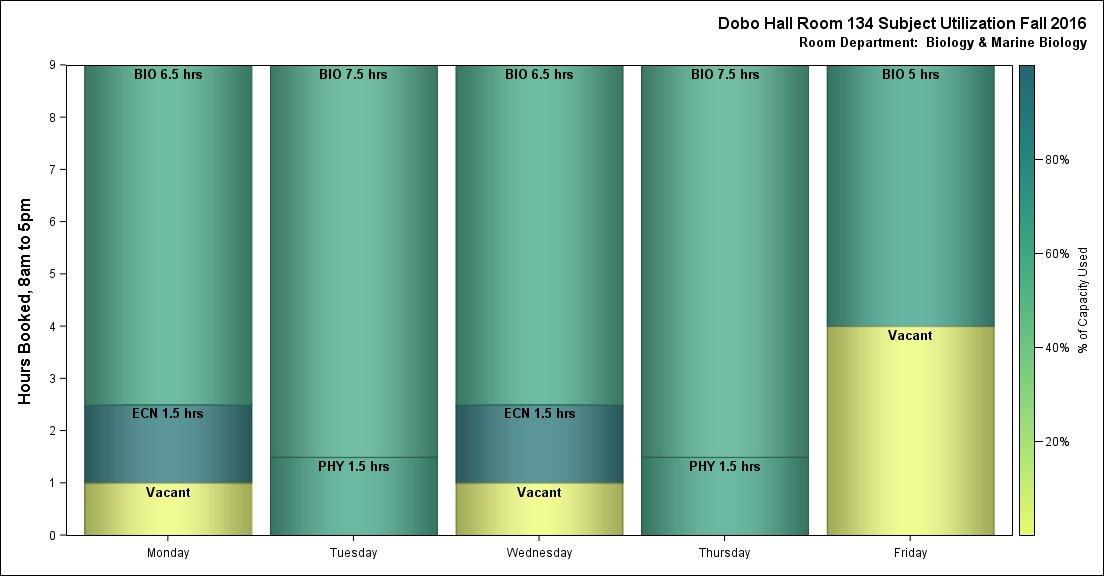 Dobo Hall Room 134 Subject Utilization Fall 2016
Room Department:  Biology & Marine Biology
Hours Booked, 8am to 5pm
9
8
7
6
5
4
3
2
1
0
BIO 6.5 hrs
ECN 1.5 hrs
Vacant
BIO 7.5 hrs
PHY 1.5 hrs
BIO 6.5 hrs
ECN 1.5 hrs
Vacant
BIO 7.5 hrs
PHY 1.5 hrs
BIO 5 hrs
Vacant
Monday
Tuesday
Wednesday
Thursday
Friday
80%
60%
40%
20%
% of Capacity Used